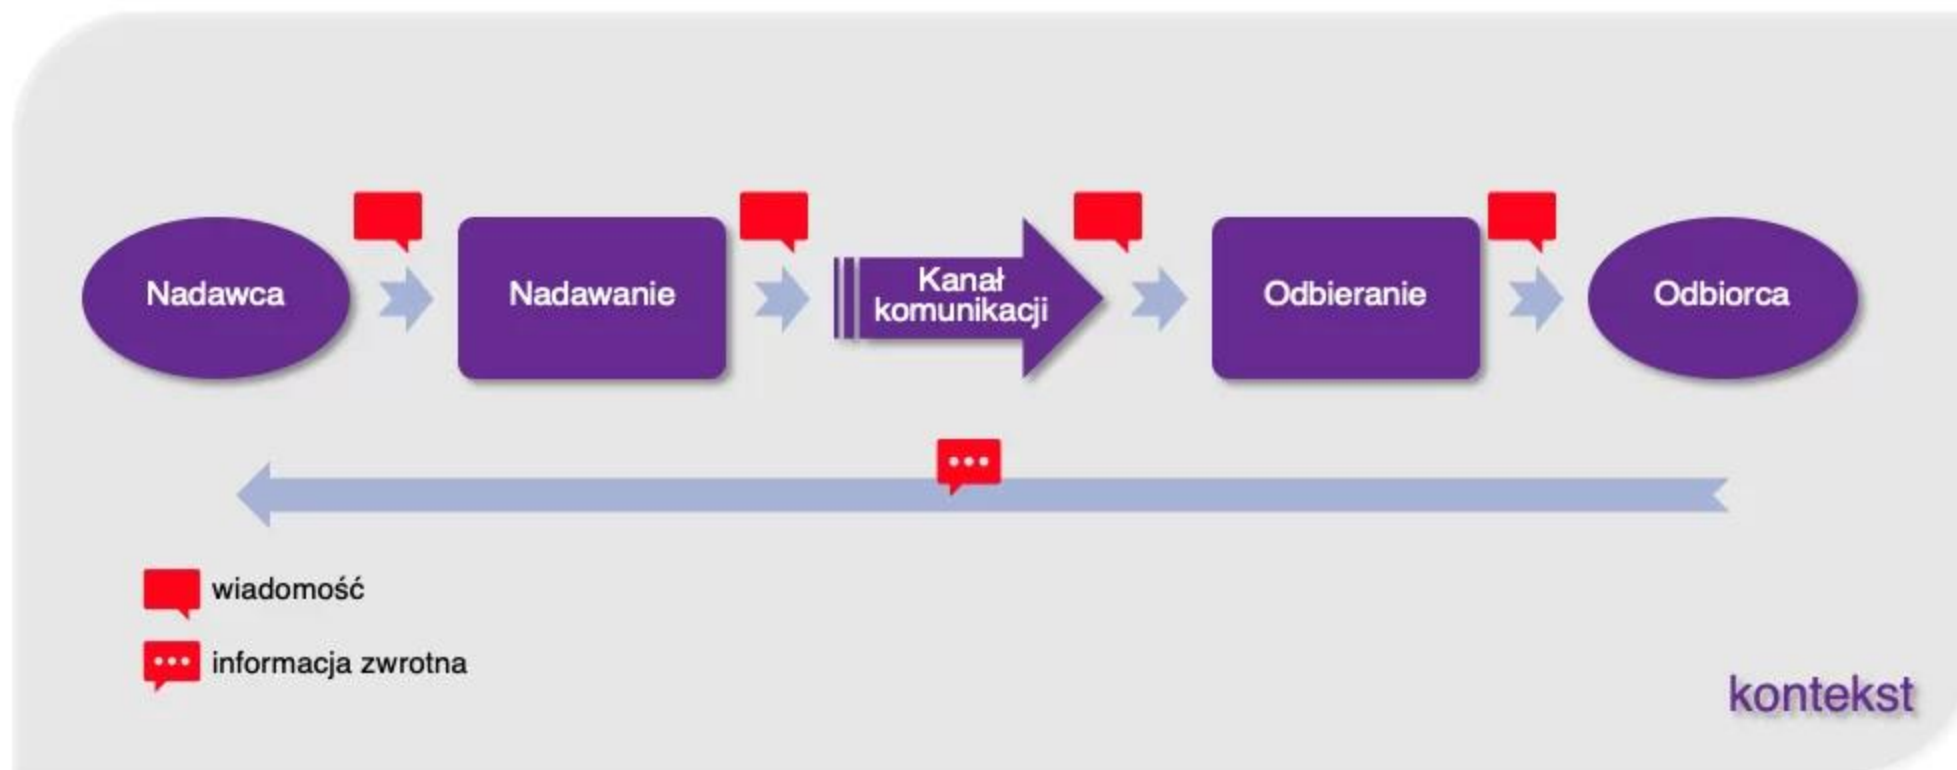 Nadawca
Nadawanie
Kanał
komunikacji
Odbieranie
Odbiorca
wiadomość
informacja zwrotna
kontekst